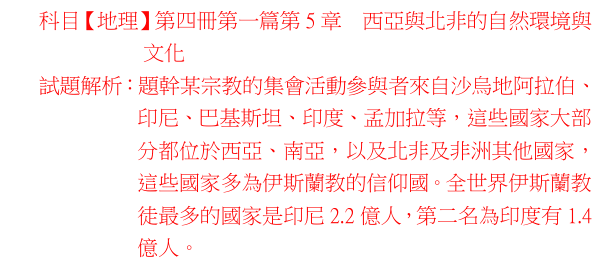 科目【地理】第四冊第一篇第 5 章　西亞與北非的自然環境與
文化
試題解析：題幹某宗教的集會活動參與者來自沙烏地阿拉伯、
印尼、巴基斯坦、印度、孟加拉等，這些國家大部
分都位於西亞、南亞，以及北非及非洲其他國家，
這些國家多為伊斯蘭教的信仰國。全世界伊斯蘭教
徒最多的國家是印尼 2.2 億人，第二名為印度有 1.4
億人。